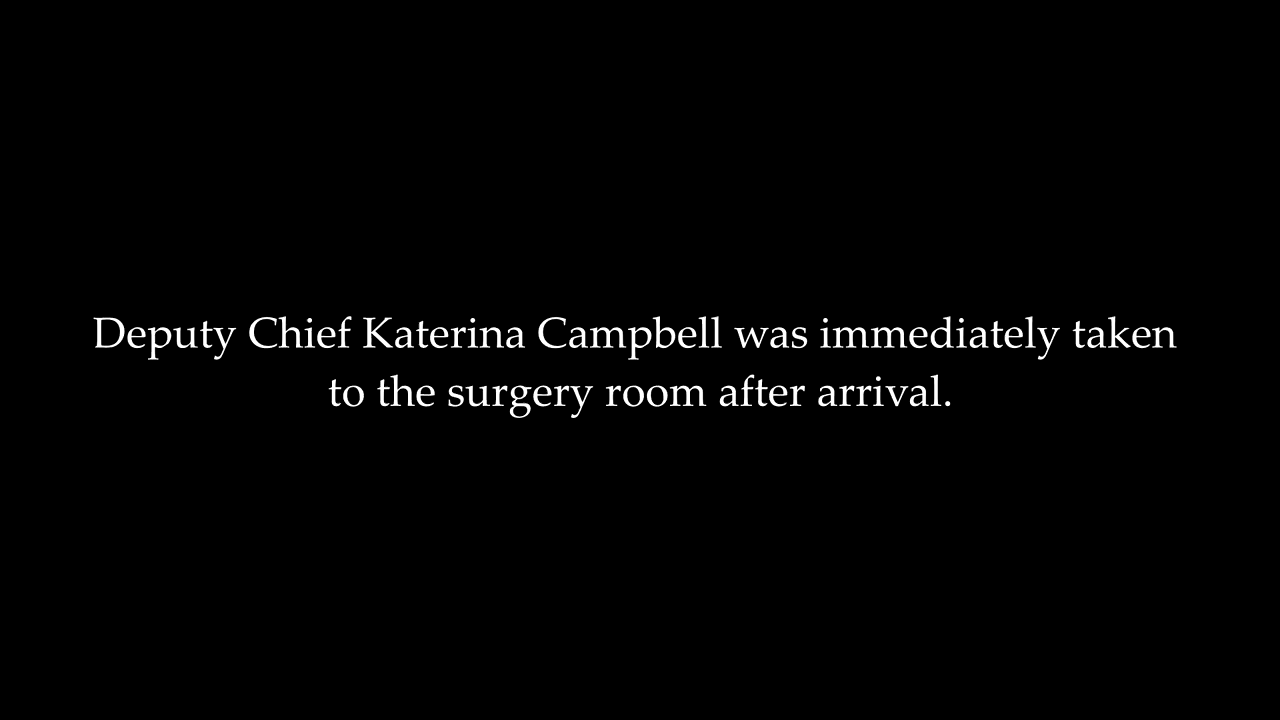 Deputy Chief Katerina Campbell was immediately taken
to the surgery room after arrival.